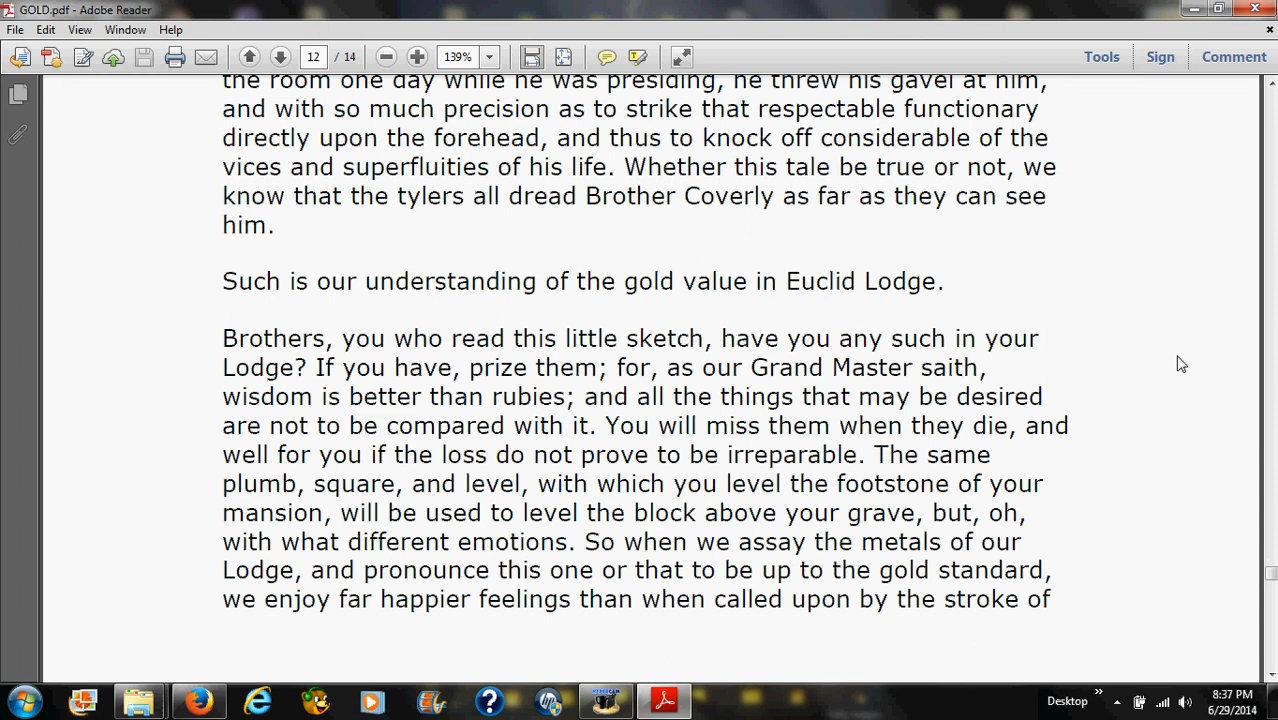 GOLD.pdf - Adobe Reader
File Edit View Window Help
12 / 14 139% Tools Sign Comment
the room one day while he was presiding, he threw his gavel at him,
and with so much precision as to strike that respectable functionary
directly upon the forehead, and thus to knock off considerable of the
vices and superfluities of his life. Whether this tale be true or not, we
know that the tylers all dread Brother Coverly as far as they can see
him.
Such is our understanding of the gold value in Euclid Lodge.
Brothers, you who read this little sketch, have you any such in your
Lodge? If you have, prize them; for, as our Grand Master saith,
wisdom is better than rubies; and all the things that may be desired
are not to be compared with it. You will miss them when they die, and
well for you if the loss do not prove to be irreparable. The same
plumb, square, and level, with which you level the footstone of your
mansion, will be used to level the block above your grave, but, oh,
with what different emotions. So when we assay the metals of our
Lodge, and pronounce this one or that to be up to the gold standard,
we enjoy far happier feelings than when called upon by the stroke of
Desktop
8:37 PM
6/29/2014